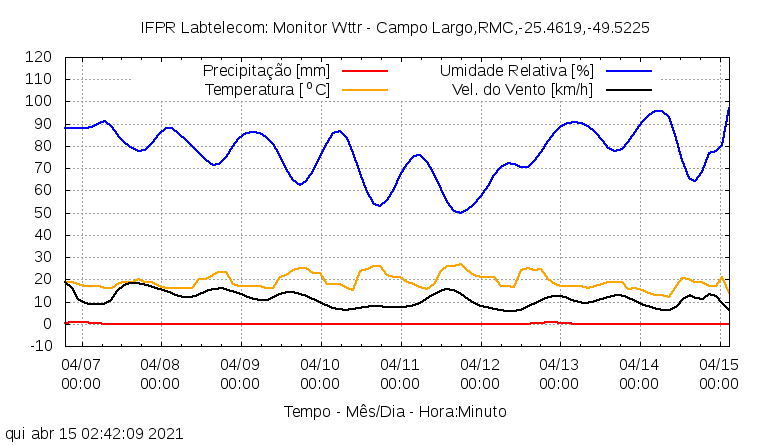 IFPR Labtelecom: Monitor Wttr - Campo Largo,RMC,-25.4619,-49.5225
120
110
100
90
80
70
60
50
40
30
20
10
0
-10
Precipitação [mm]
Temperatura [ ⁰C]
Umidade Relativa [%]
Vel. do Vento [km/h]
04/07 04/08 04/09 04/10 04/11 04/12 04/13 04/14 04/15
00:00 00:00 00:00 00:00 00:00 00:00 00:00 00:00 00:00
Tempo - Mês/Dia - Hora:Minuto
qui abr 15 02:42:09 2021